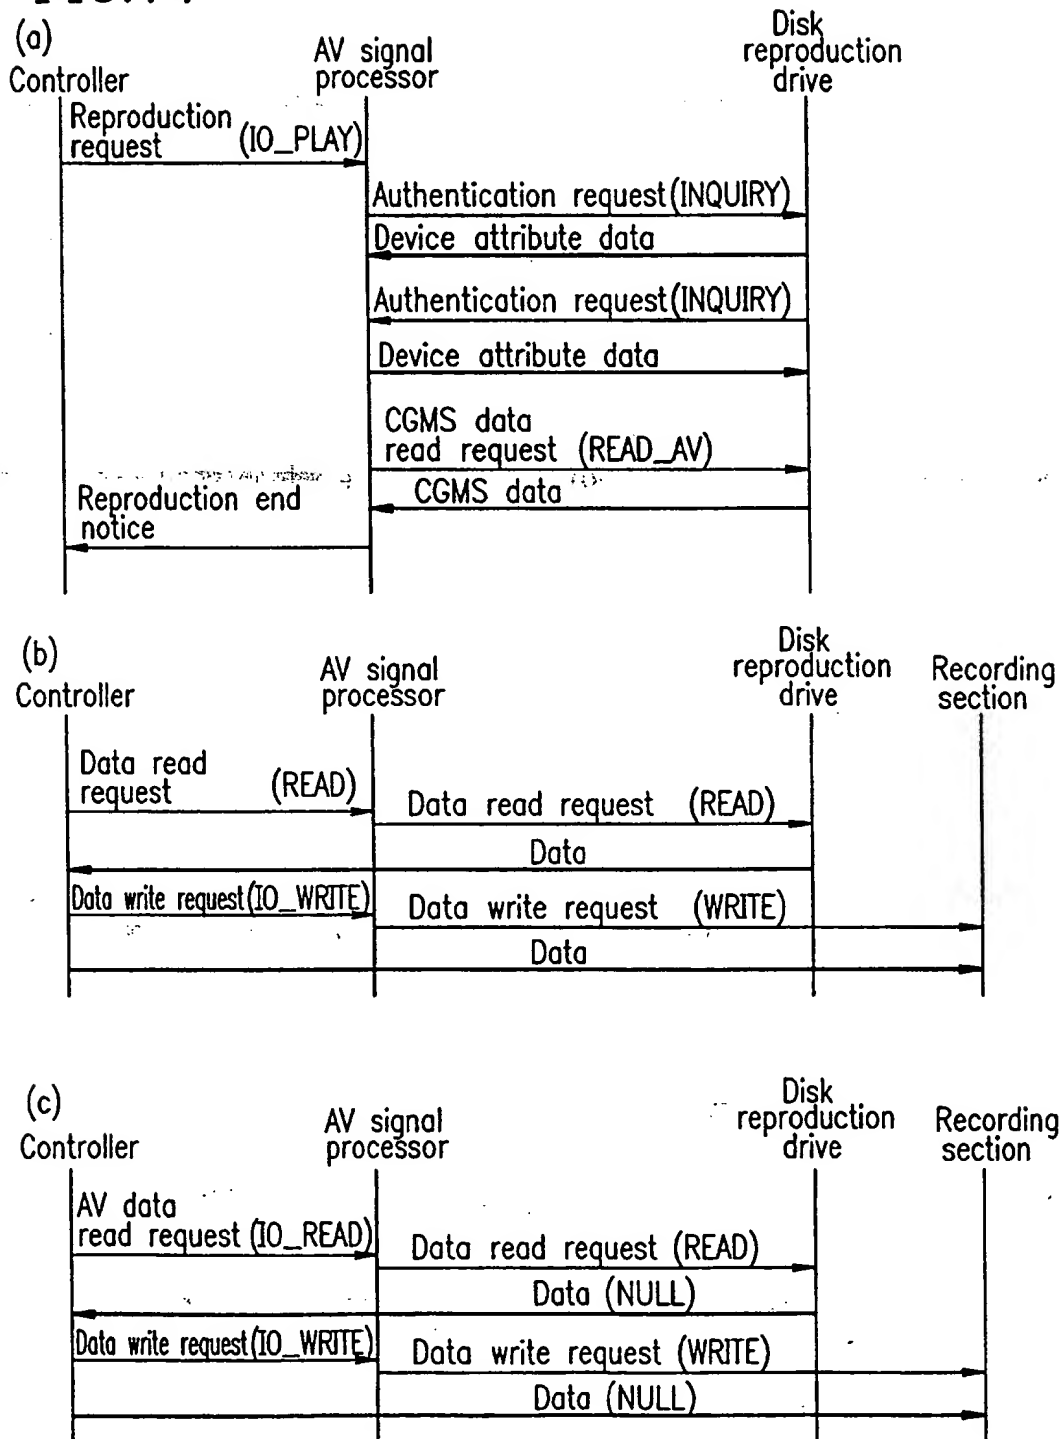 (a)
Controller
AV signal
processor
Disk
reproduction
drive
Reproduction
request (IO_PLAY)
Authentication request(INQUIRY)
Device attribute data
Authentication request(INQUIRY)
Device attribute data
CGMS data
read request (READ_AV)
CGMS data
Reproduction end
notice
(b)
Controller
AV signal
processor
Disk
reproduction
drive
Recording
section
Data read
request (READ)
Data read request (READ)
Data
Data write request(IO_WRITE)
Data write request (WRITE)
Data
(c)
Controller
AV signal
processor
Disk
reproduction
drive
Recording
section
AV data
read request (IO_READ)
Data read request (READ)
Data (NULL)
Data write request(IO_WRITE)
Data write request (WRITE)
Data (NULL)